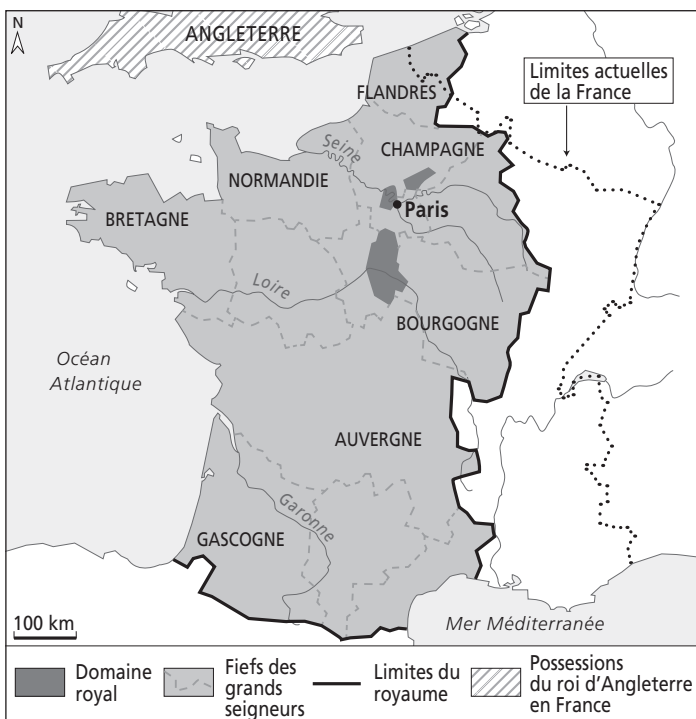 N
ANGLETERRE
Limites actuelles
de la France
FLANDRES
Seine
CHAMPAGNE
NORMANDIE
Paris
BRETAGNE
Loire
BOURGOGNE
Océan
Atlantique
AUVERGNE
Garonne
GASCOGNE
100 km
Mer Méditerranée
Domaine
royal
Fiefs des
grands
seigneurs
Limites du
royaume
Possessions
du roi d'Angleterre
en France